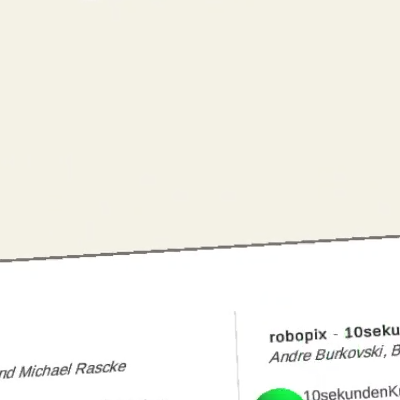 nd Michael Rascke
robopix - 10seku
Andre Burkovski, B
10sekundenK